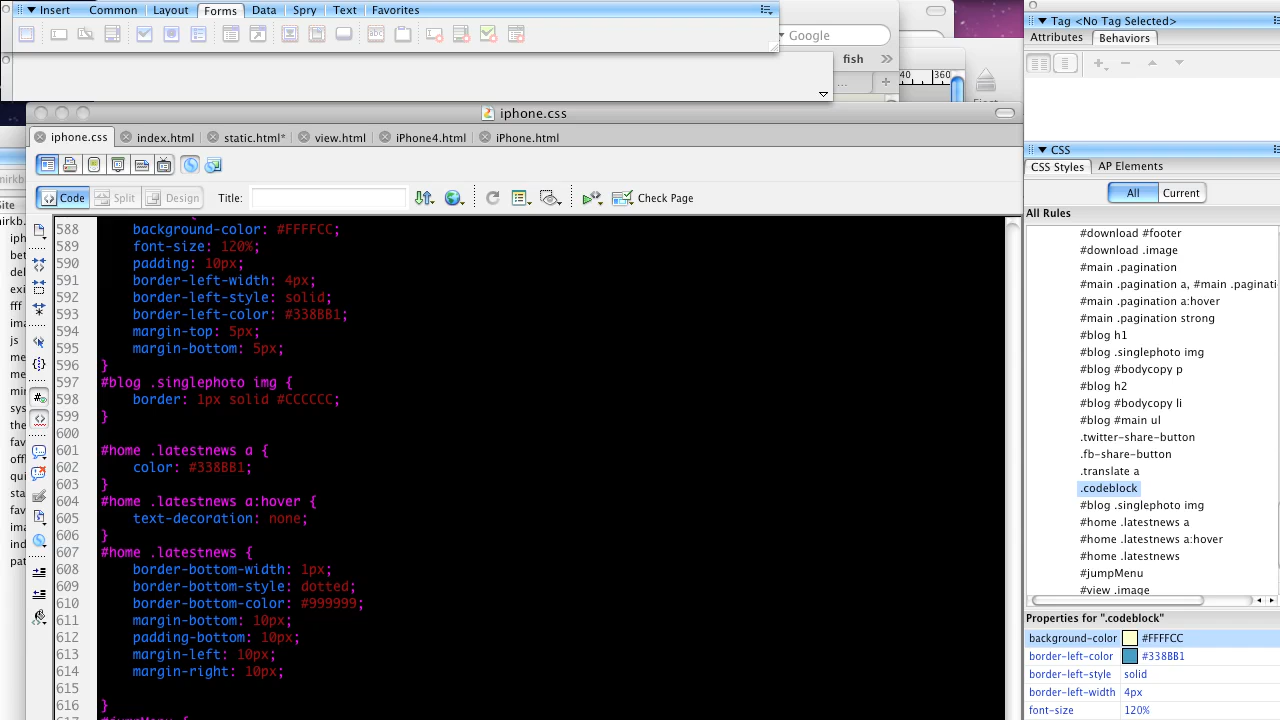 Insert Common Layout Forms Data Spry Text Favorites
Google
fish
40 360
...
iphone.css
iphone.css index.html static.html* view.html iPhone4.html iPhone.html
Code Split Design Title: Check Page
588 background-color: #FFFFCC;
589 font-size: 120%;
590 padding: 10px;
591 border-left-width: 4px;
592 border-left-style: solid;
593 border-left-color: #338BB1;
594 margin-top: 5px;
595 margin-bottom: 5px;
596 }
597 #blog .singlephoto img {
598 border: 1px solid #CCCCCC;
599 }
600
601 #home .latestnews a {
602 color: #338BB1;
603 }
604 #home .latestnews a:hover {
605 text-decoration: none;
606 }
607 #home .latestnews {
608 border-bottom-width: 1px;
609 border-bottom-style: dotted;
610 border-bottom-color: #999999;
611 margin-bottom: 10px;
612 padding-bottom: 10px;
613 margin-left: 10px;
614 margin-right: 10px;
615
616 }
617 #jumpMenu {
Tag <No Tag Selected>
Attributes Behaviors
CSS
CSS Styles AP Elements
All Current
All Rules
#download #footer
#download .image
#main .pagination
#main .pagination a, #main .paginati
#main .pagination a:hover
#main .pagination strong
#blog h1
#blog .singlephoto img
#blog #bodycopy p
#blog h2
#blog #bodycopy li
#blog #main ul
.twitter-share-button
.fb-share-button
.translate a
.codeblock
#blog .singlephoto img
#home .latestnews a
#home .latestnews a:hover
#home .latestnews
#jumpMenu
#view .image
Properties for ".codeblock"
background-color #FFFFCC
border-left-color #338BB1
border-left-style solid
border-left-width 4px
font-size 120%